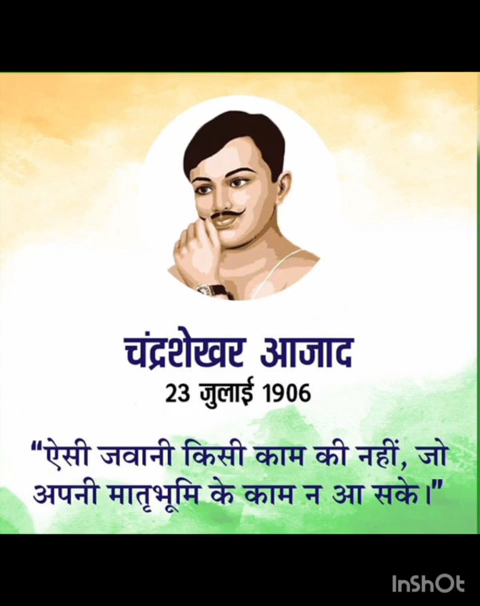 चंद्रशेखर आजाद
23 जुलाई 1906
“ऐसी जवानी किसी काम की नहीं, जो
अपनी मातृभूमि के काम न आ सके।”
InShOt